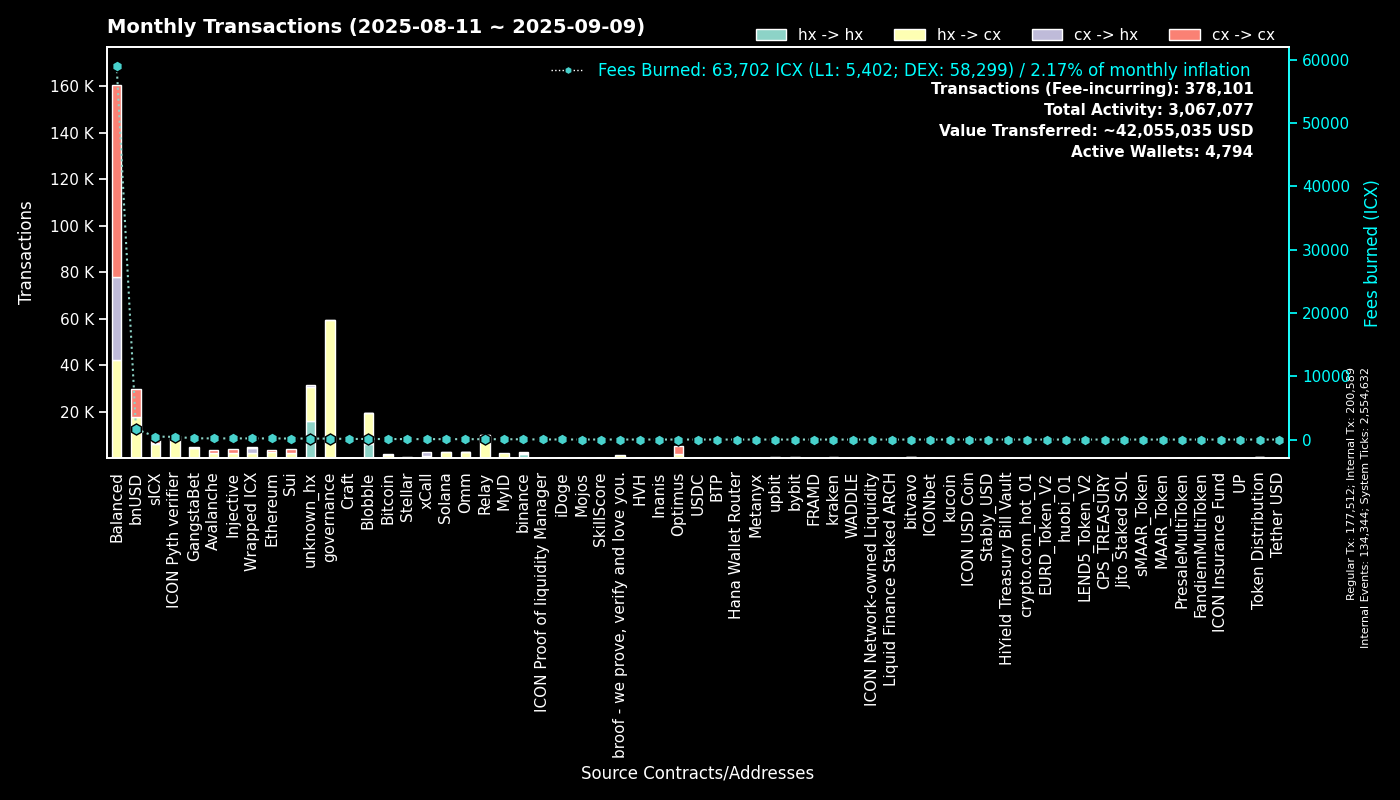 Monthly Transactions (2025-08-11 ~ 2025-09-09)
hx -> hx
hx -> cx
cx -> hx
cx -> cx
Fees Burned: 63,702 ICX (L1: 5,402; DEX: 58,299) / 2.17% of monthly inflation
Transactions (Fee-incurring): 378,101
Total Activity: 3,067,077
Value Transferred: ~42,055,035 USD
Active Wallets: 4,794
Transactions
160 K
140 K
120 K
100 K
80 K
60 K
40 K
20 K
60000
50000
40000
30000
20000
10000
0
Fees burned (ICX)
Regular Tx: 177,512; Internal Tx: 200,589
Internal Events: 134,344; System Ticks: 2,554,632
Balanced
bnUSD
sICX
ICON Pyth verifier
GangstaBet
Avalanche
Injective
Wrapped ICX
Ethereum
Sui
unknown_hx
governance
Craft
Blobble
Bitcoin
Stellar
xCall
Solana
Omm
Relay
MyID
binance
ICON Proof of liquidity Manager
iDoge
Mojos
SkillScore
broof - we prove, verify and love you.
HVH
Inanis
Optimus
USDC
BTP
Hana Wallet Router
Metanyx
upbit
bybit
FRAMD
kraken
WADDLE
ICON Network-owned Liquidity
Liquid Finance Staked ARCH
bitvavo
ICONbet
kucoin
ICON USD Coin
Stably_USD
HiYield Treasury Bill Vault
crypto.com_hot_01
EURD_Token_V2
huobi_01
LEND5_Token_V2
CPS_TREASURY
Jito Staked SOL
sMAAR_Token
MAAR_Token
PresaleMultiToken
FandiemMultiToken
ICON Insurance Fund
UP
Token Distribution
Tether USD
Source Contracts/Addresses